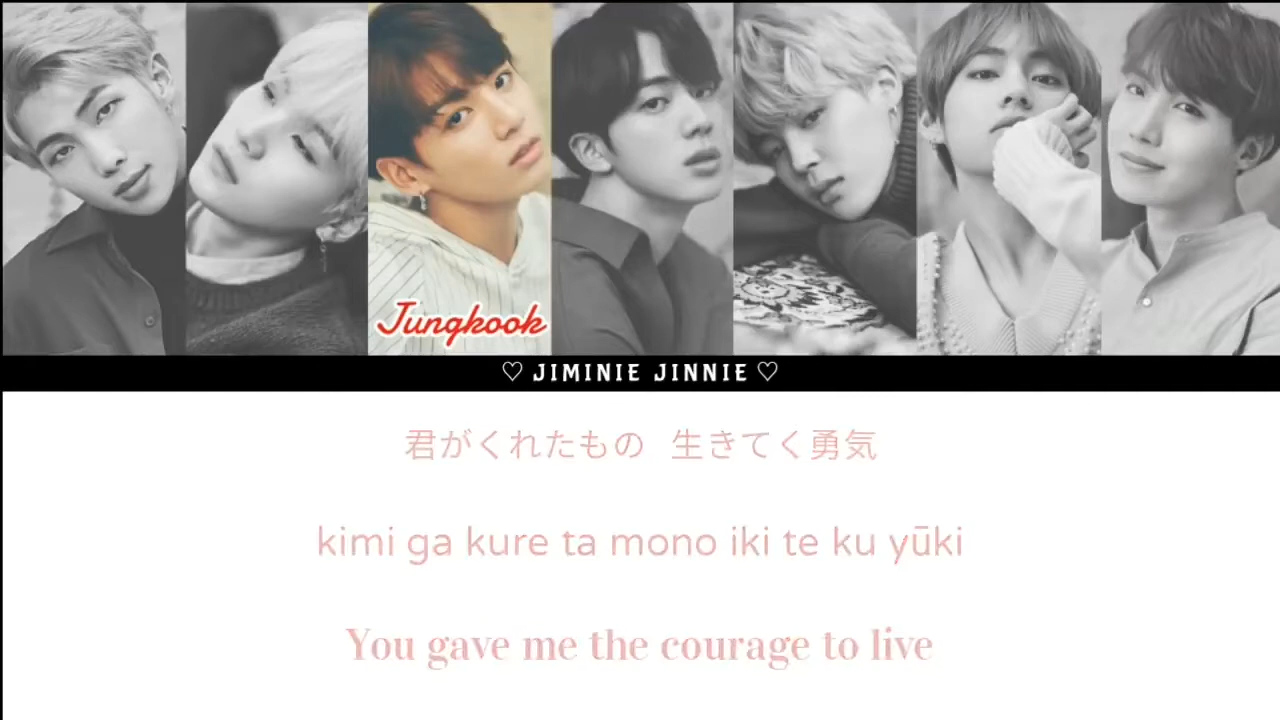 Jungkook
♡ JIMINIE JINNIE ♡
君がくれたもの 生きてく勇気
kimi ga kure ta mono iki te ku yūki
You gave me the courage to live